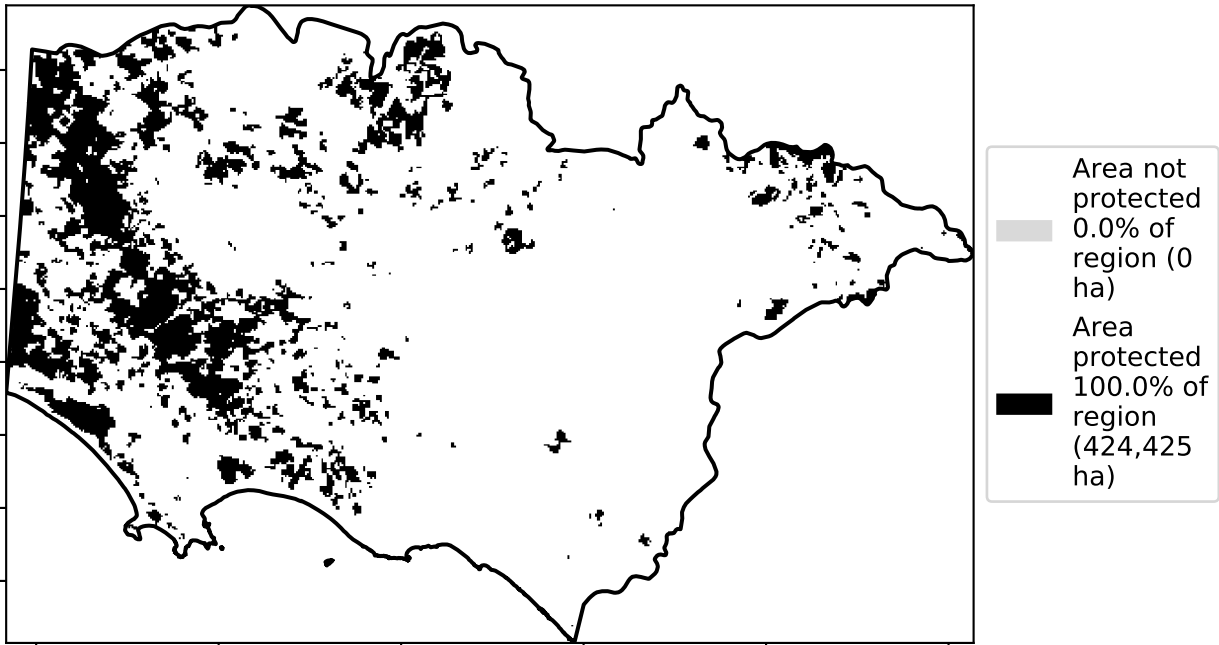 Area not
protected
0.0% of
region (0
ha)
Area
protected
100.0% of
region
(424,425
ha)